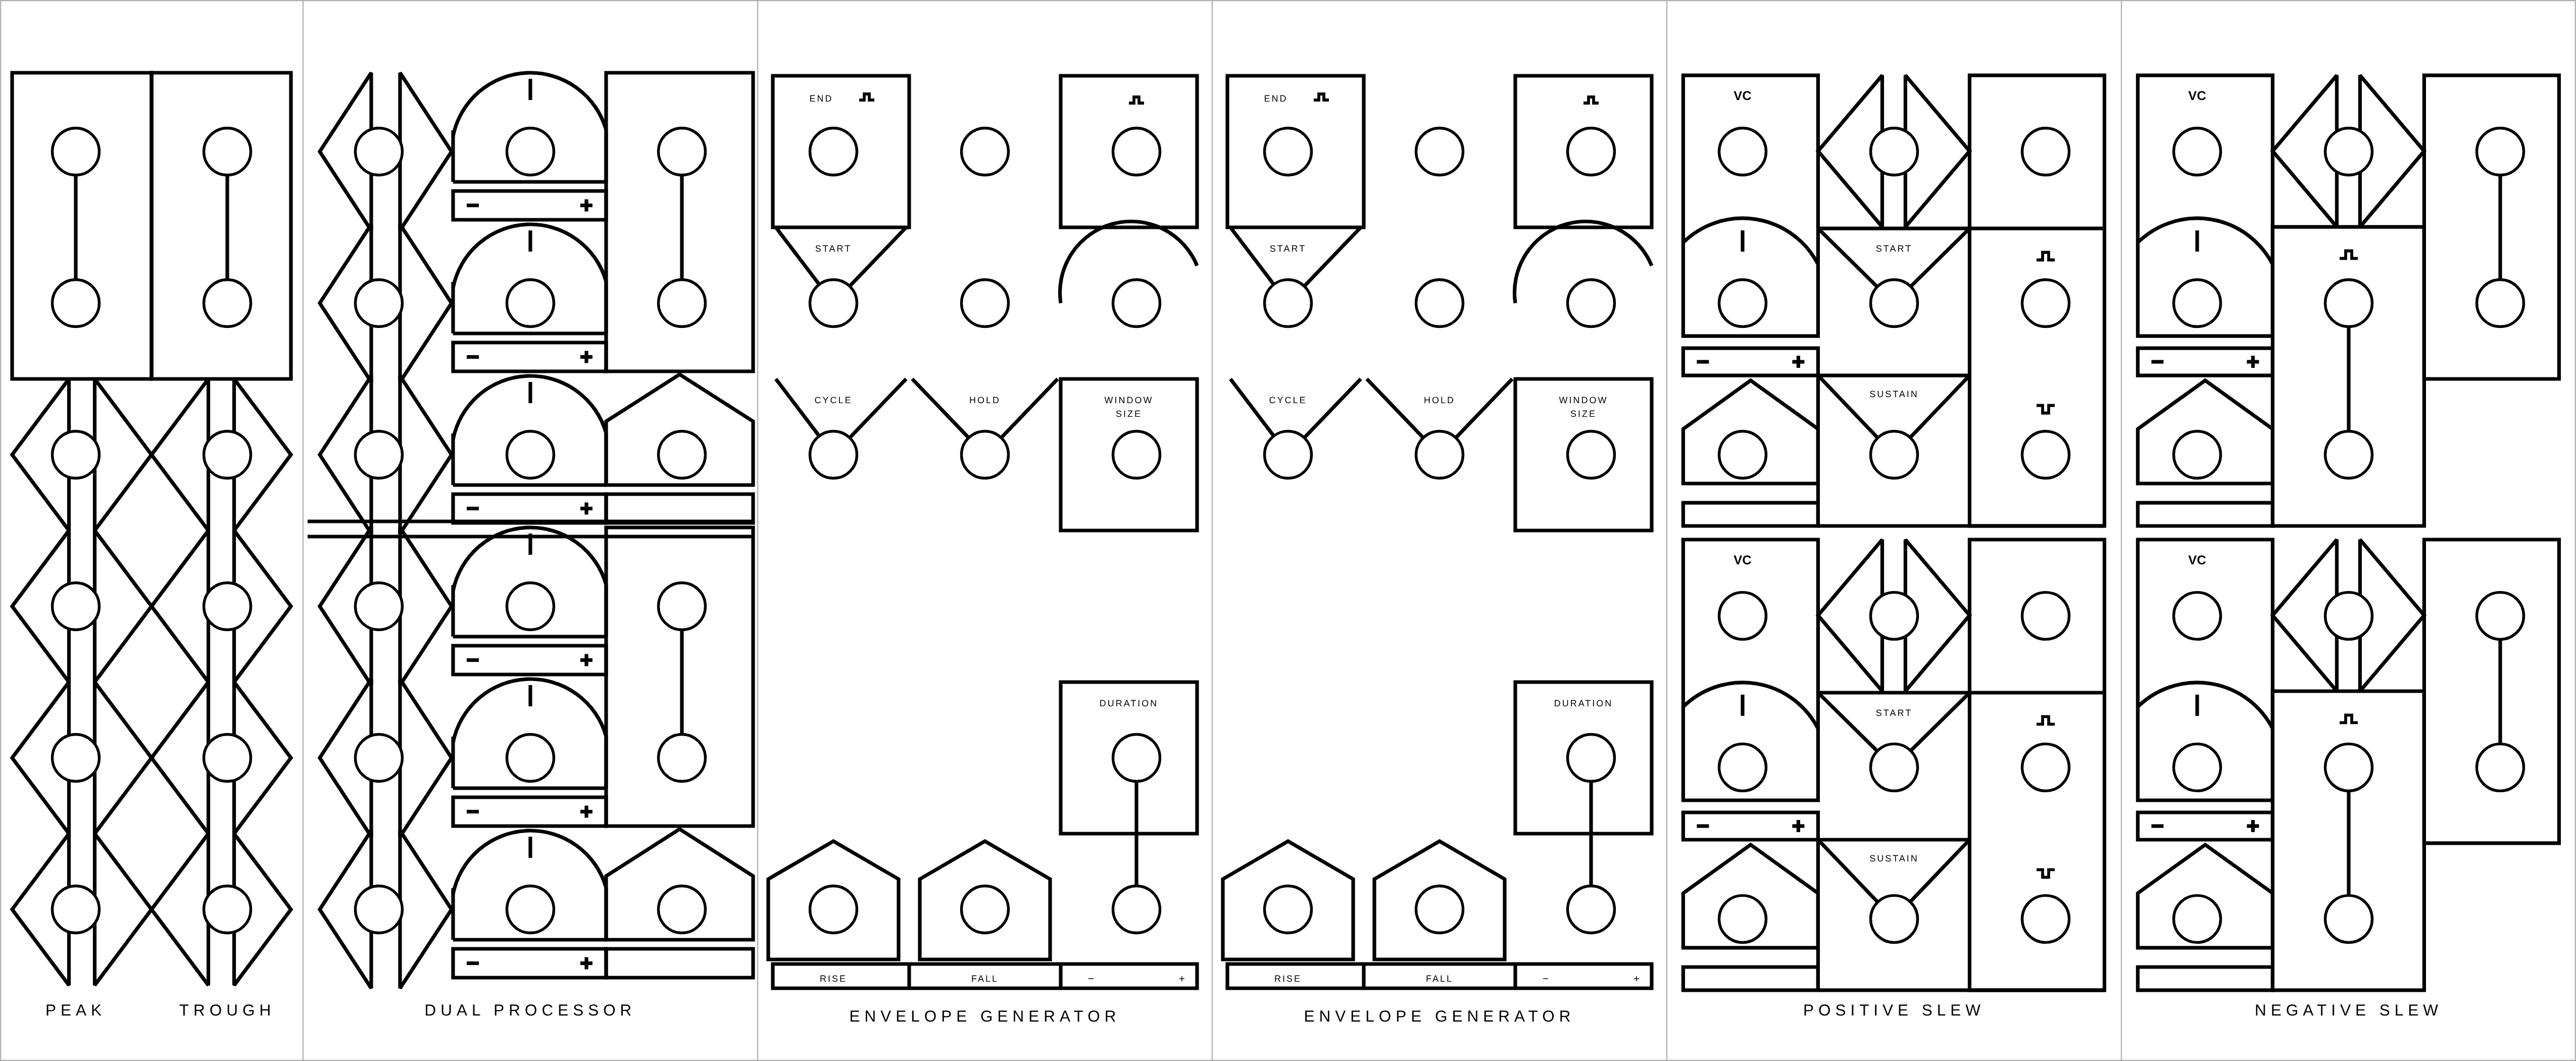 PEAK TROUGH
− +
− +
− +
− +
− +
− +
DUAL PROCESSOR
END
START
CYCLE HOLD WINDOW
SIZE
DURATION
RISE FALL − +
ENVELOPE GENERATOR
END
START
CYCLE HOLD WINDOW
SIZE
DURATION
RISE FALL − +
ENVELOPE GENERATOR
VC
START
− +
SUSTAIN
VC
START
− +
SUSTAIN
POSITIVE SLEW
VC
− +
VC
− +
NEGATIVE SLEW